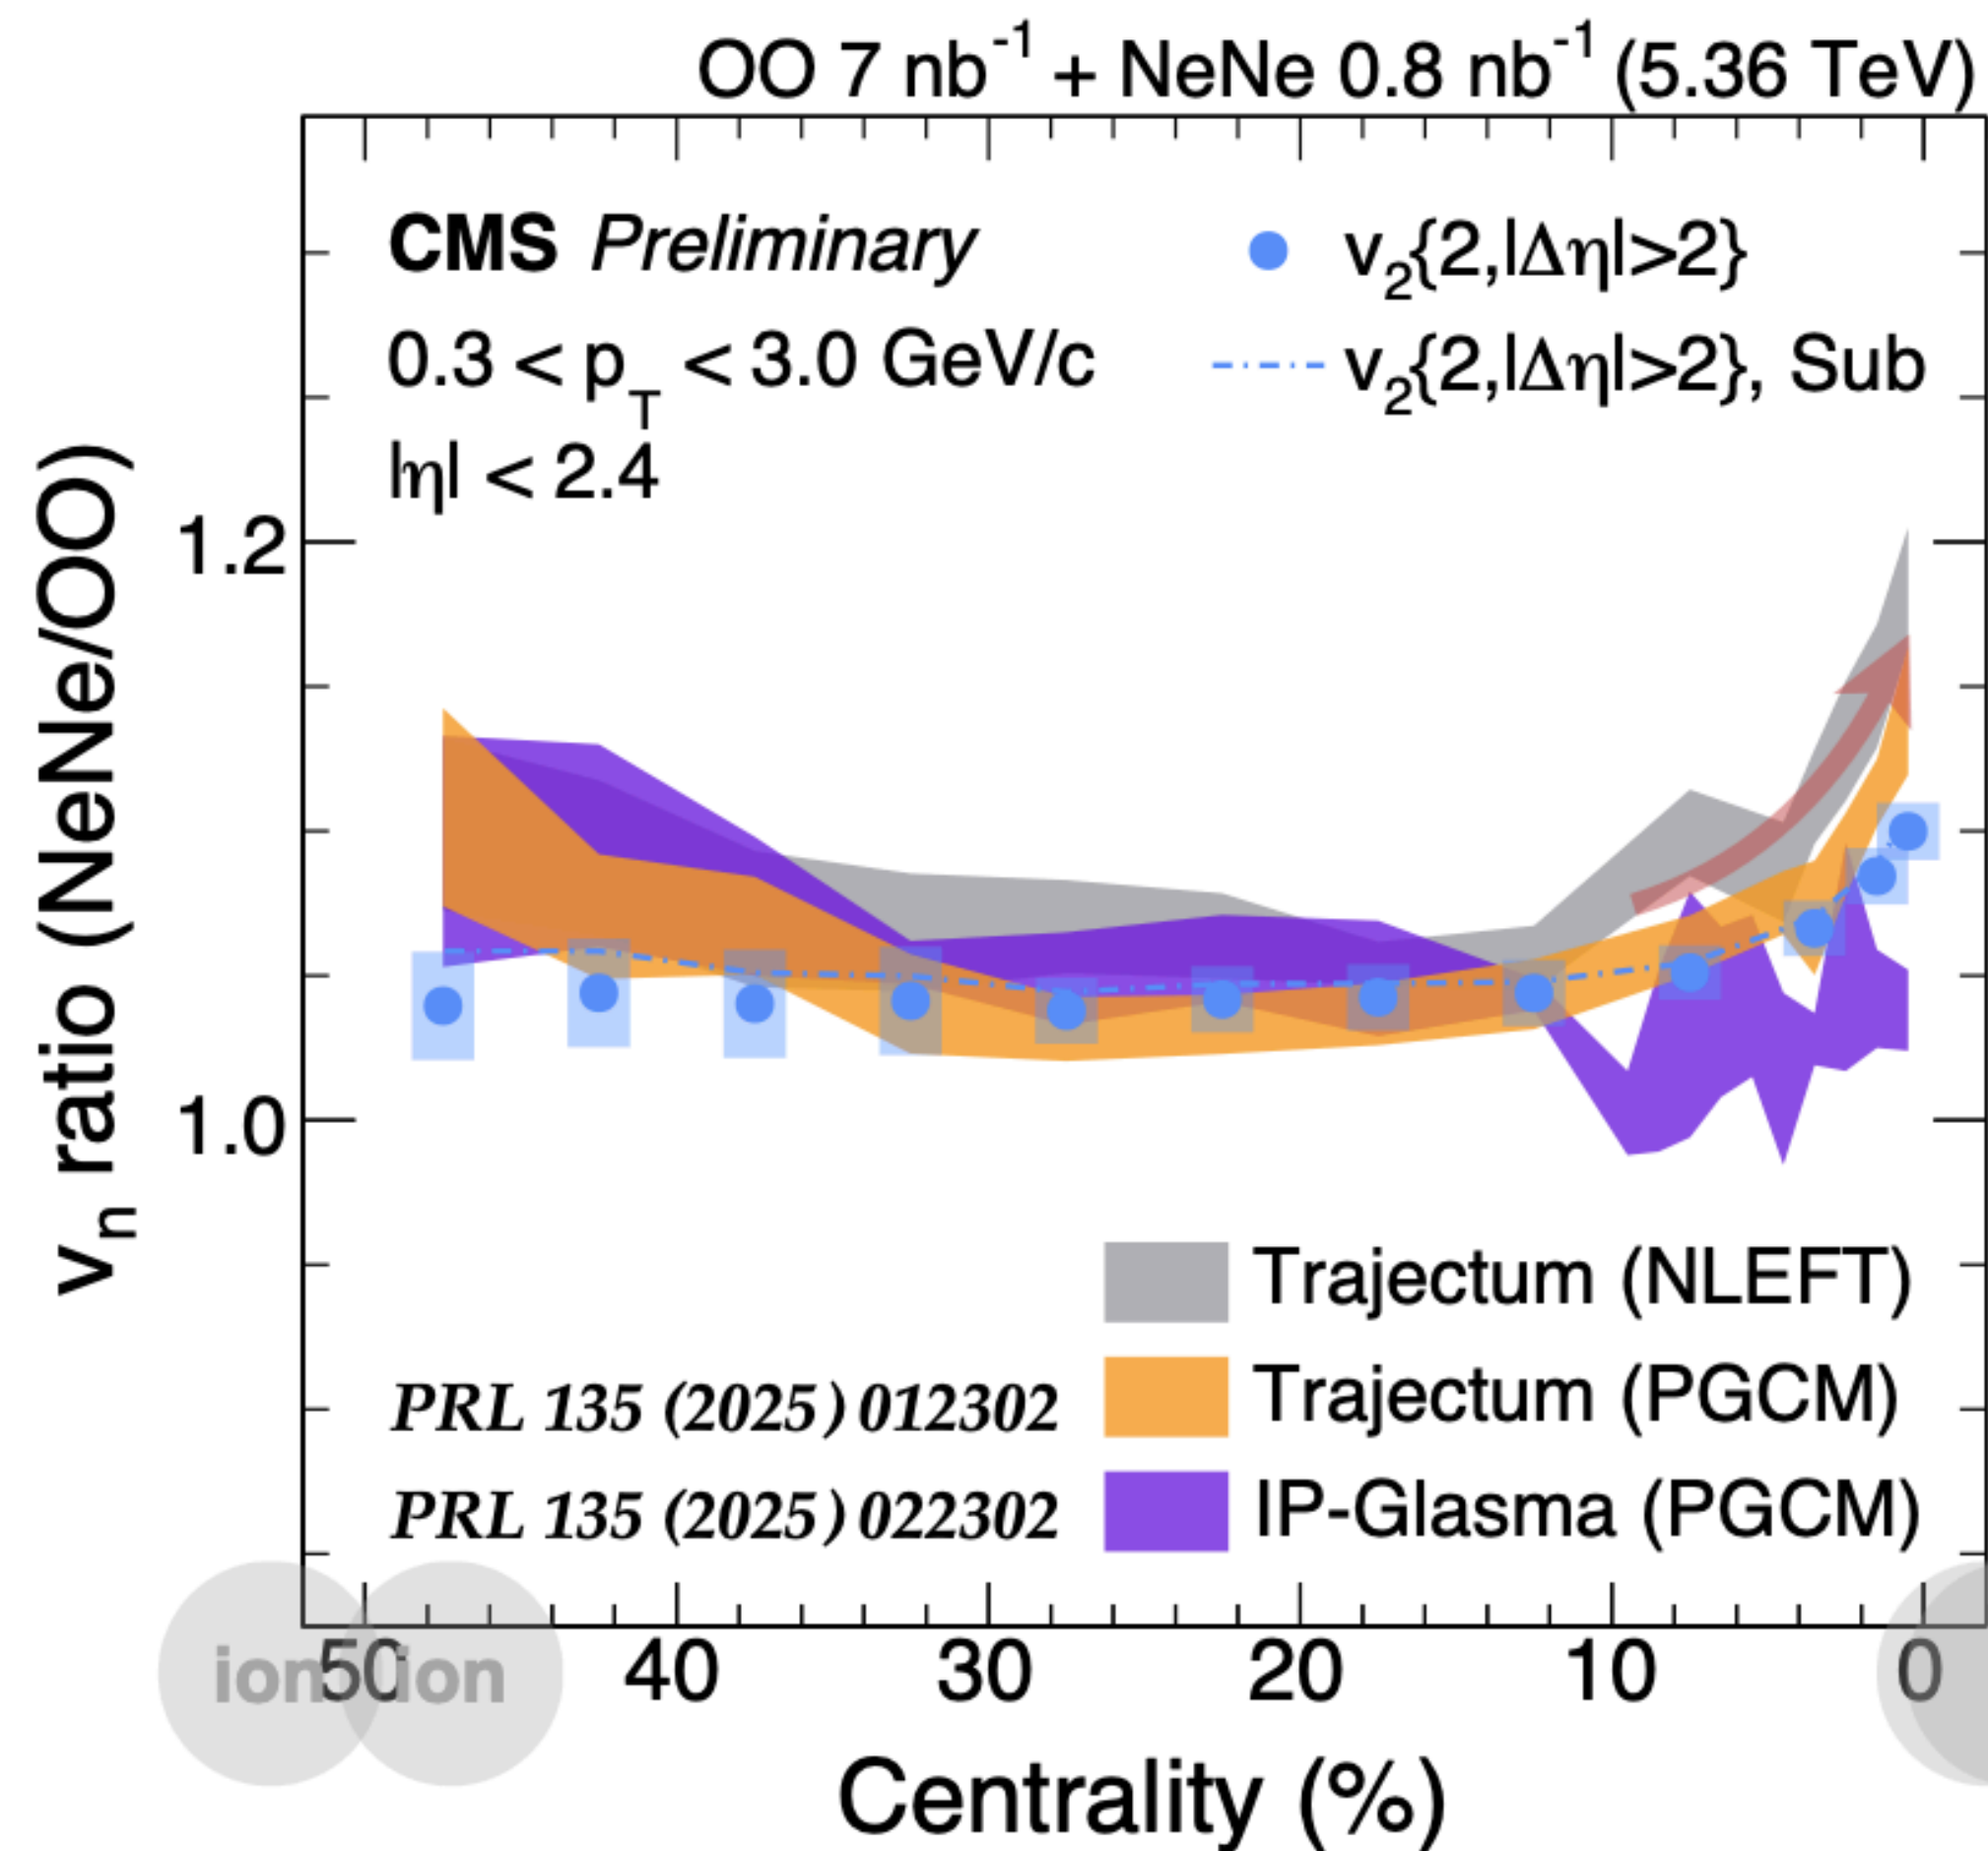 OO 7 nb⁻¹ + NeNe 0.8 nb⁻¹ (5.36 TeV)
CMS Preliminary
0.3 < p_T < 3.0 GeV/c
|η| < 2.4
v₂{2,|Δη|>2}
v₂{2,|Δη|>2}, Sub
vₙ ratio (NeNe/OO)
1.2
1.0
Trajectum (NLEFT)
Trajectum (PGCM)
IP-Glasma (PGCM)
PRL 135 (2025) 012302
PRL 135 (2025) 022302
ion ion
50 40 30 20 10 0
Centrality (%)